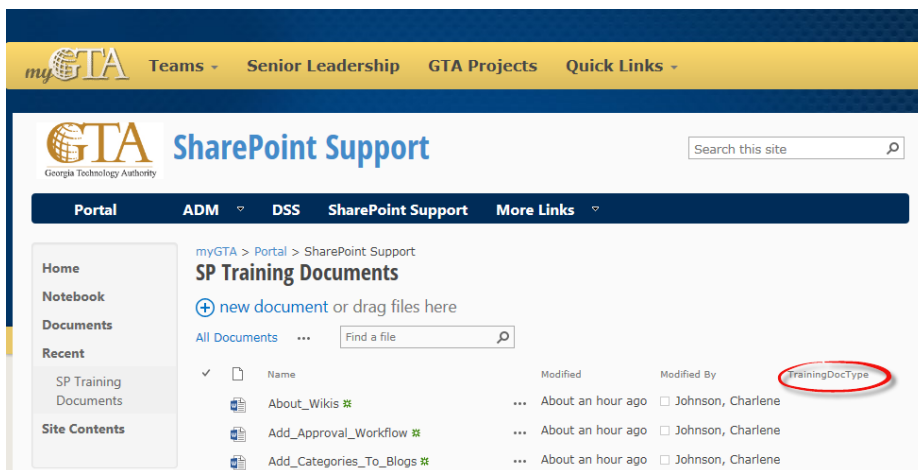 myGTA Teams Senior Leadership GTA Projects Quick Links
GTA
Georgia Technology Authority
SharePoint Support
Search this site
Portal ADM DSS SharePoint Support More Links
Home
Notebook
Documents
Recent
SP Training
Documents
Site Contents
myGTA > Portal > SharePoint Support
SP Training Documents
new document or drag files here
All Documents ... Find a file
Name Modified Modified By TrainingDocType
About_Wikis ... About an hour ago Johnson, Charlene
Add_Approval_Workflow ... About an hour ago Johnson, Charlene
Add_Categories_To_Blogs ... About an hour ago Johnson, Charlene